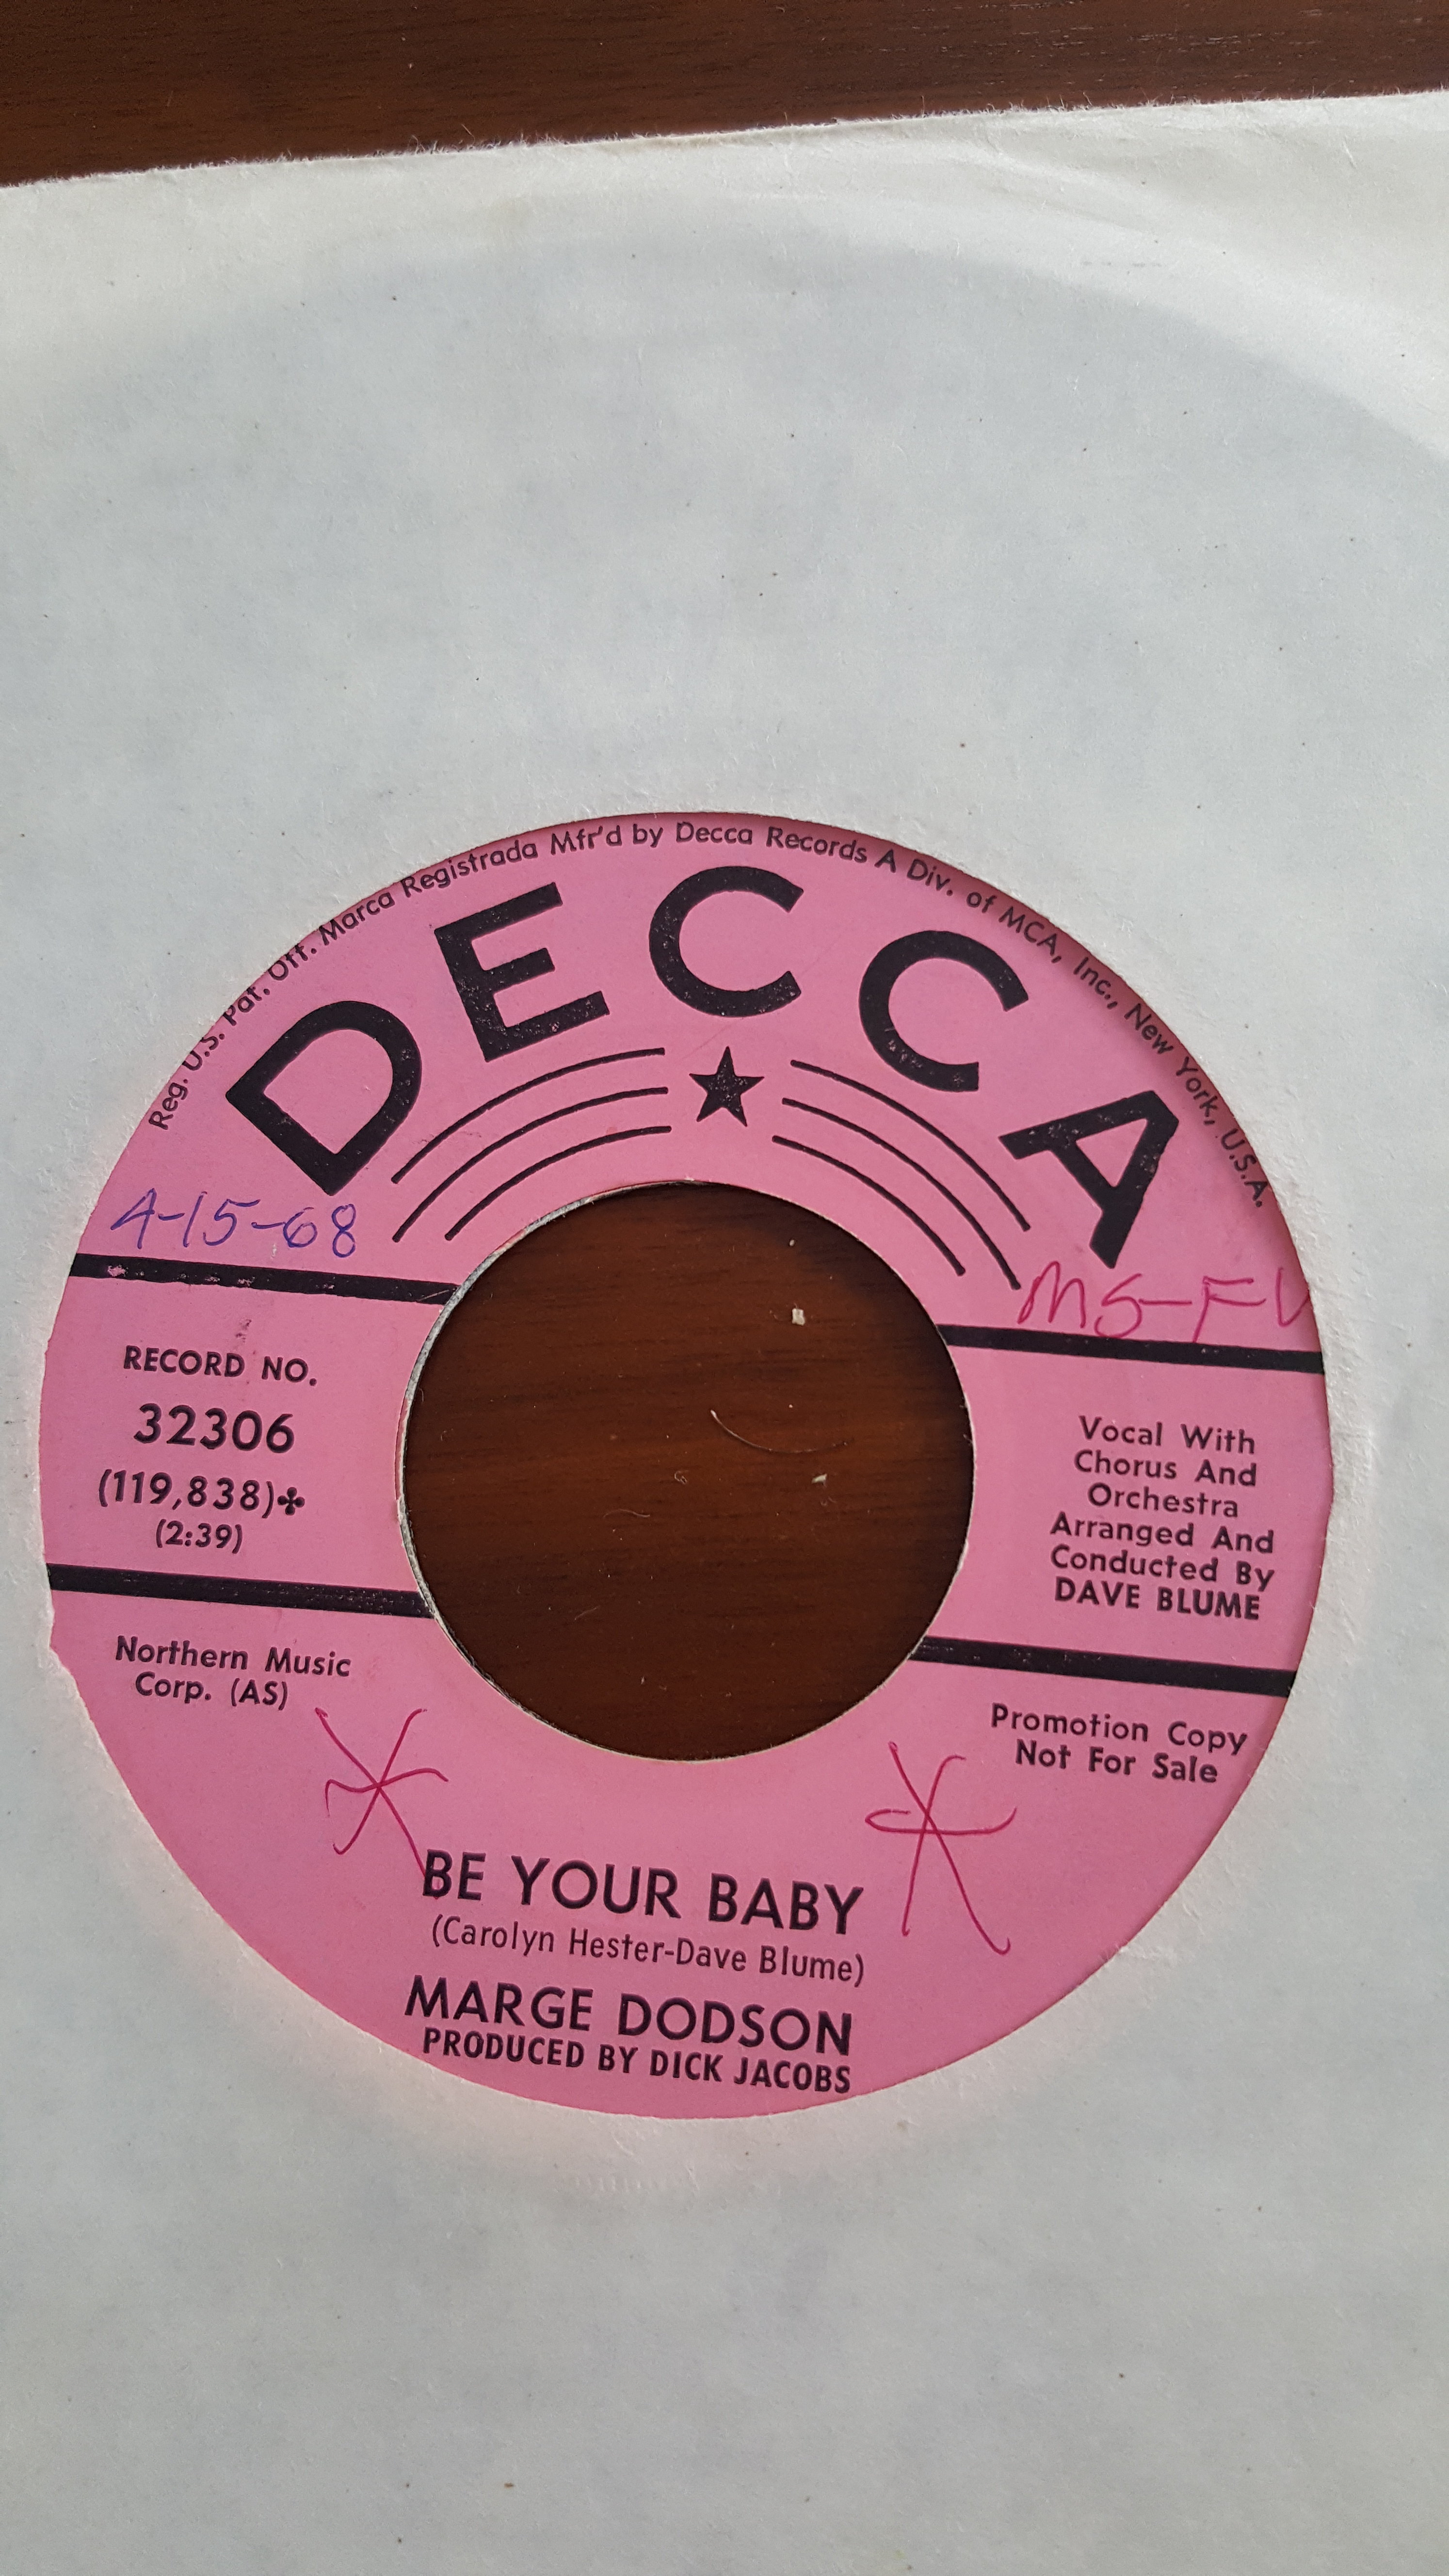 Reg. U.S. Pat. Off. Marca Registrada Mfr'd by Decca Records A Div. of MCA, Inc., New York, U.S.A.
DECCA
4-15-68
RECORD NO.
32306
(119,838)✤
(2:39)
Northern Music
Corp. (AS)
Vocal With
Chorus And
Orchestra
Arranged And
Conducted By
DAVE BLUME
Promotion Copy
Not For Sale
BE YOUR BABY
(Carolyn Hester-Dave Blume)
MARGE DODSON
PRODUCED BY DICK JACOBS